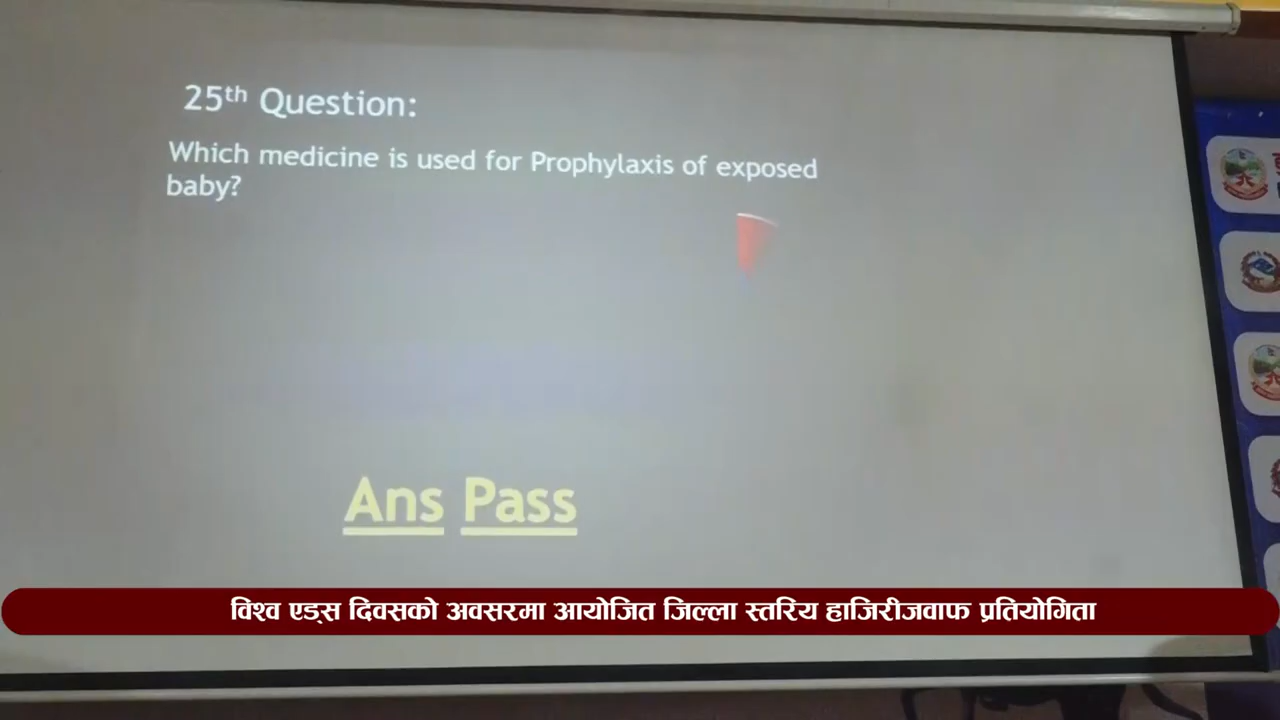 25th Question:
Which medicine is used for Prophylaxis of exposed
baby?
Ans Pass
विश्व एड्स दिवसको अवसरमा आयोजित जिल्ला स्तरिय हाजिरीजवाफ प्रतियोगिता